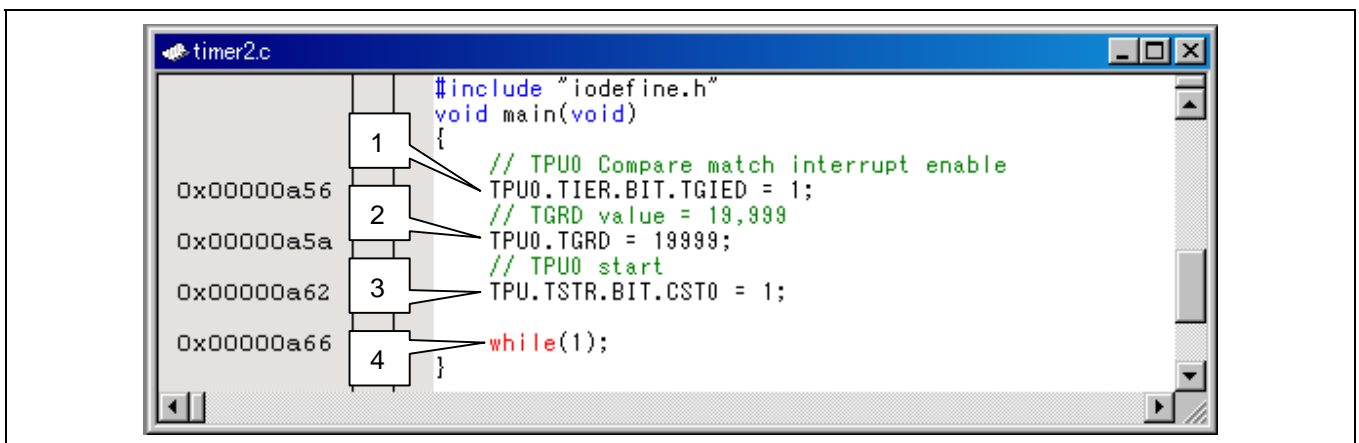 timer2.c
#include "iodefine.h"
void main(void)
{
1
// TPU0 Compare match interrupt enable
0x00000a56 TPU0.TIER.BIT.TGIED = 1;
2
// TGRD value = 19,999
0x00000a5a TPU0.TGRD = 19999;
// TPU0 start
0x00000a62 3 TPU.TSTR.BIT.CST0 = 1;
0x00000a66 while(1);
4
}